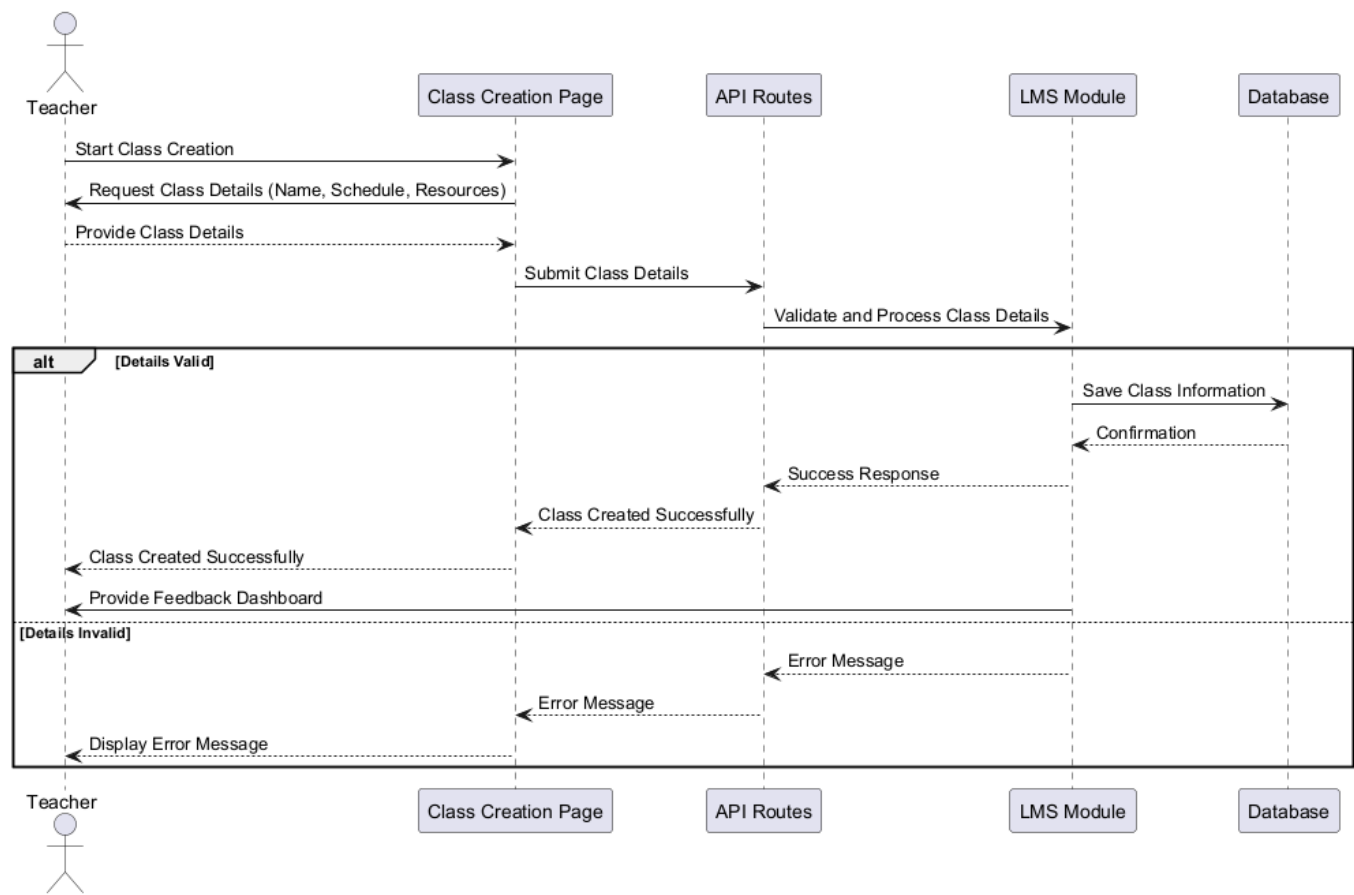 Teacher
Class Creation Page
API Routes
LMS Module
Database
Start Class Creation
Request Class Details (Name, Schedule, Resources)
Provide Class Details
Submit Class Details
Validate and Process Class Details
alt
[Details Valid]
Save Class Information
Confirmation
Success Response
Class Created Successfully
Class Created Successfully
Provide Feedback Dashboard
[Details Invalid]
Error Message
Error Message
Display Error Message
Teacher
Class Creation Page
API Routes
LMS Module
Database